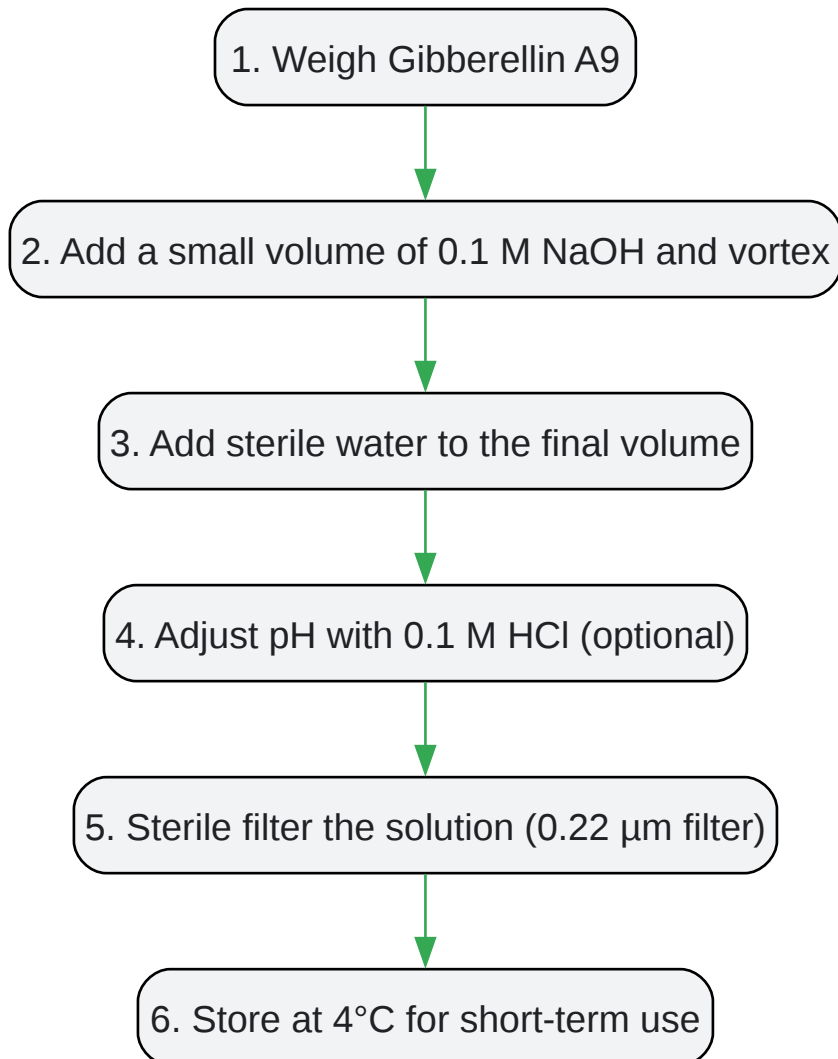 1. Weigh Gibberellin A9
2. Add a small volume of 0.1 M NaOH and vortex
3. Add sterile water to the final volume
4. Adjust pH with 0.1 M HCl (optional)
5. Sterile filter the solution (0.22 µm filter)
6. Store at 4°C for short-term use